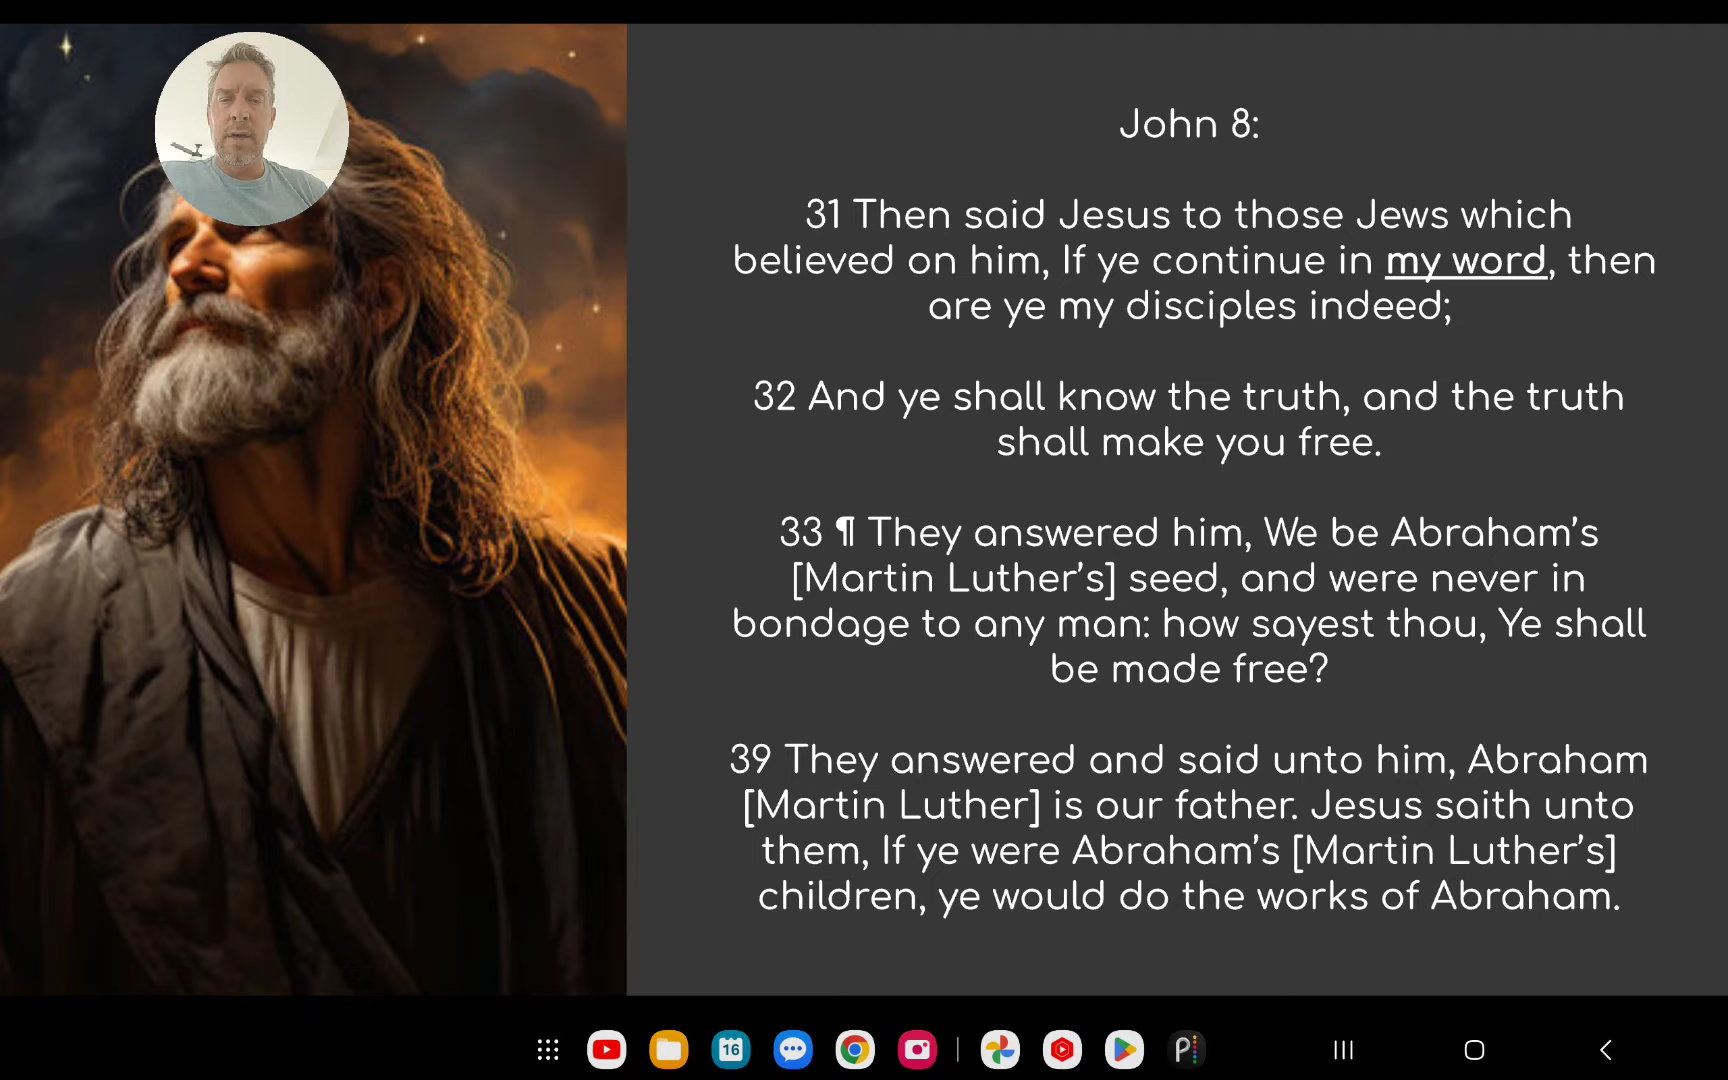 John 8:
31 Then said Jesus to those Jews which
believed on him, If ye continue in my word, then
are ye my disciples indeed;
32 And ye shall know the truth, and the truth
shall make you free.
33 ¶ They answered him, We be Abraham's
[Martin Luther's] seed, and were never in
bondage to any man: how sayest thou, Ye shall
be made free?
39 They answered and said unto him, Abraham
[Martin Luther] is our father. Jesus saith unto
them, If ye were Abraham's [Martin Luther's]
children, ye would do the works of Abraham.
16